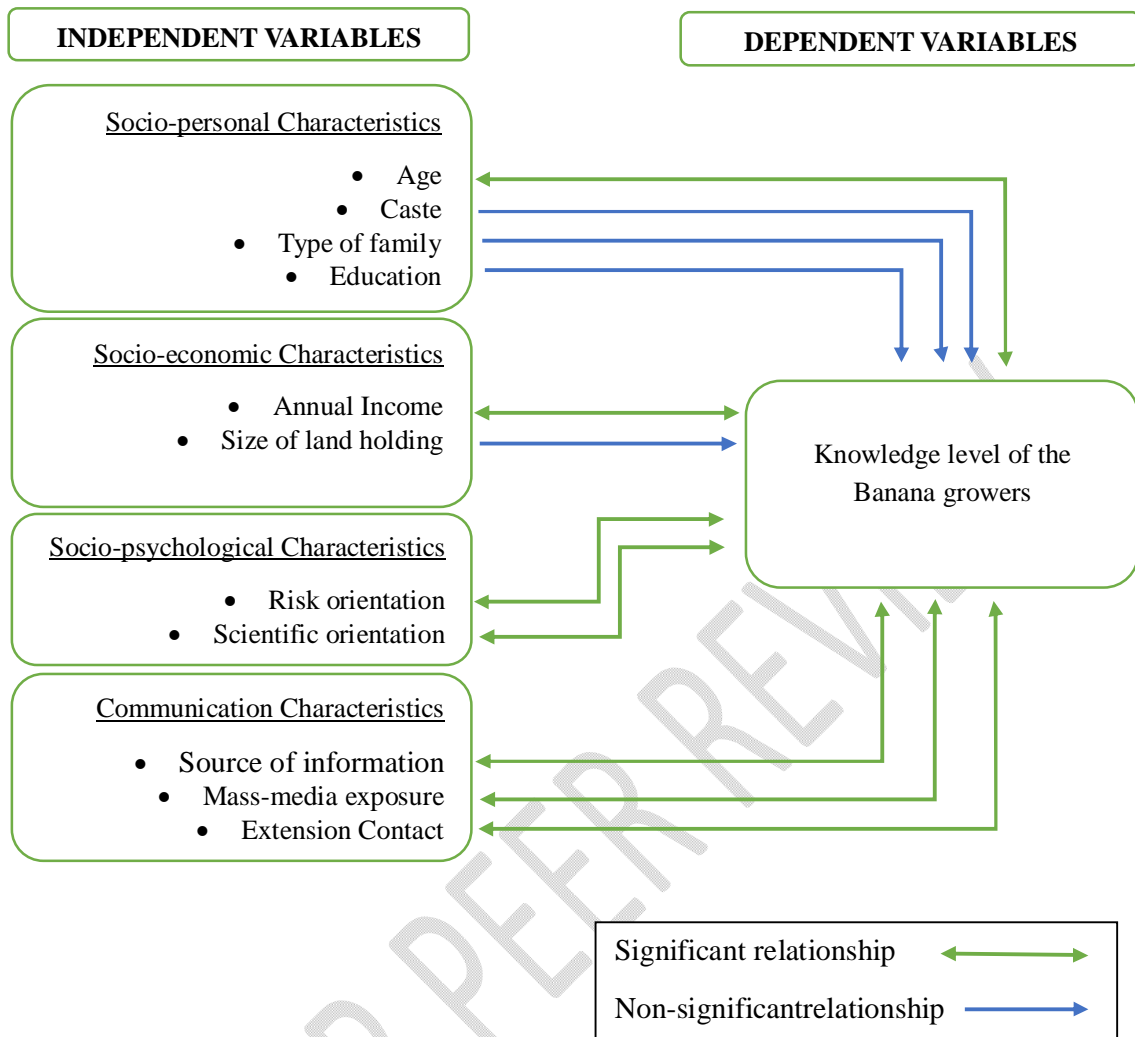 INDEPENDENT VARIABLES
DEPENDENT VARIABLES
Socio-personal Characteristics
• Age
• Caste
• Type of family
• Education
Socio-economic Characteristics
• Annual Income
• Size of land holding
Knowledge level of the
Banana growers
Socio-psychological Characteristics
• Risk orientation
• Scientific orientation
Communication Characteristics
• Source of information
• Mass-media exposure
• Extension Contact
Significant relationship
Non-significantrelationship
PEER